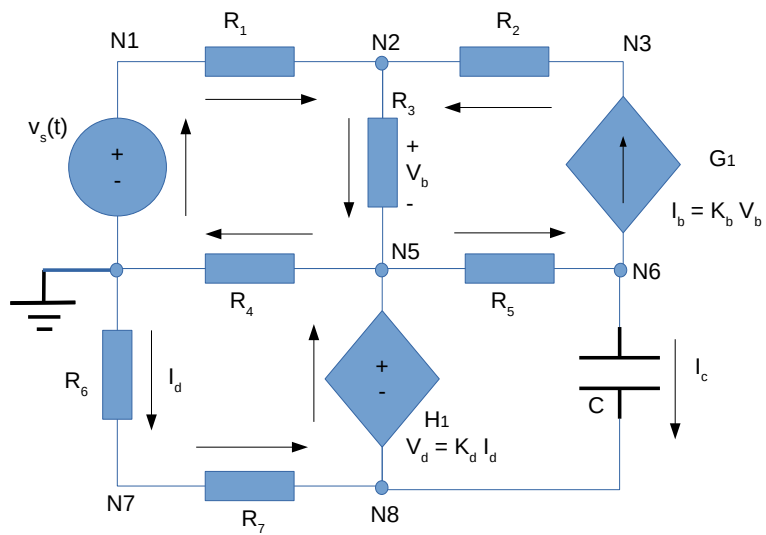 N1
R1
N2
R2
N3
vs(t)
+
-
R3
+
Vb
-
G1
Ib = Kb Vb
N5
N6
R4
R5
R6
Id
+
-
H1
Vd = Kd Id
C
Ic
N7
R7
N8